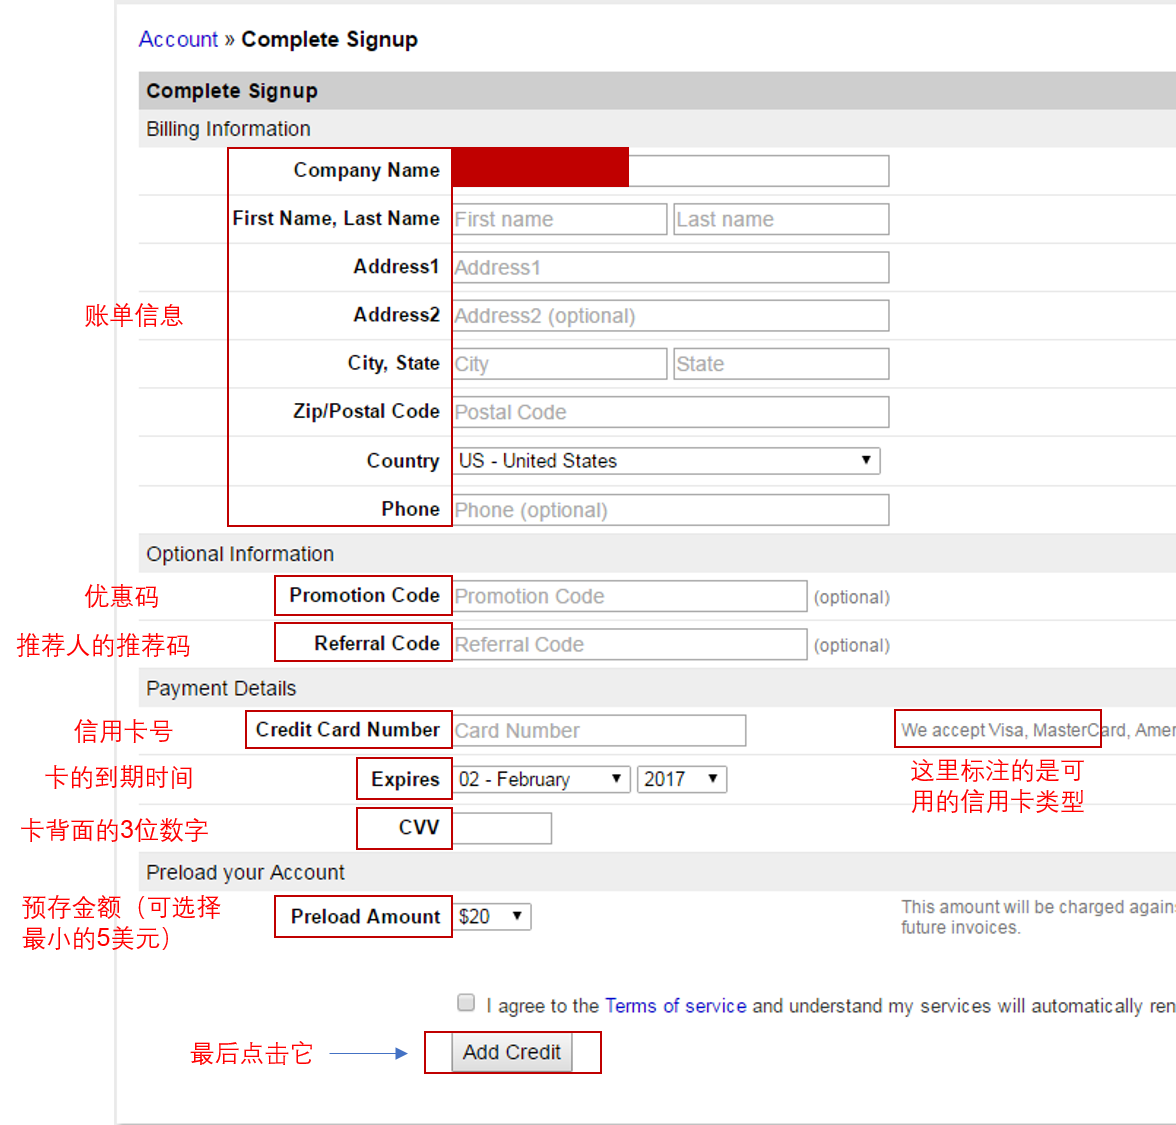 Account » Complete Signup
Complete Signup
Billing Information
Company Name
First Name, Last Name First name Last name
Address1 Address1
账单信息
Address2 Address2 (optional)
City, State City State
Zip/Postal Code Postal Code
Country US - United States
Phone Phone (optional)
Optional Information
优惠码 Promotion Code Promotion Code (optional)
推荐人的推荐码 Referral Code Referral Code (optional)
Payment Details
信用卡号 Credit Card Number Card Number We accept Visa, MasterCard,
卡的到期时间 Expires 02 - February 2017
这里标注的是可
用的信用卡类型
卡背面的3位数字 CVV
Preload your Account
预存金额（可选择
最小的5美元）
Preload Amount $20
This amount will be charged
future invoices.
I agree to the Terms of service and understand my services will automatically
最后点击它 Add Credit